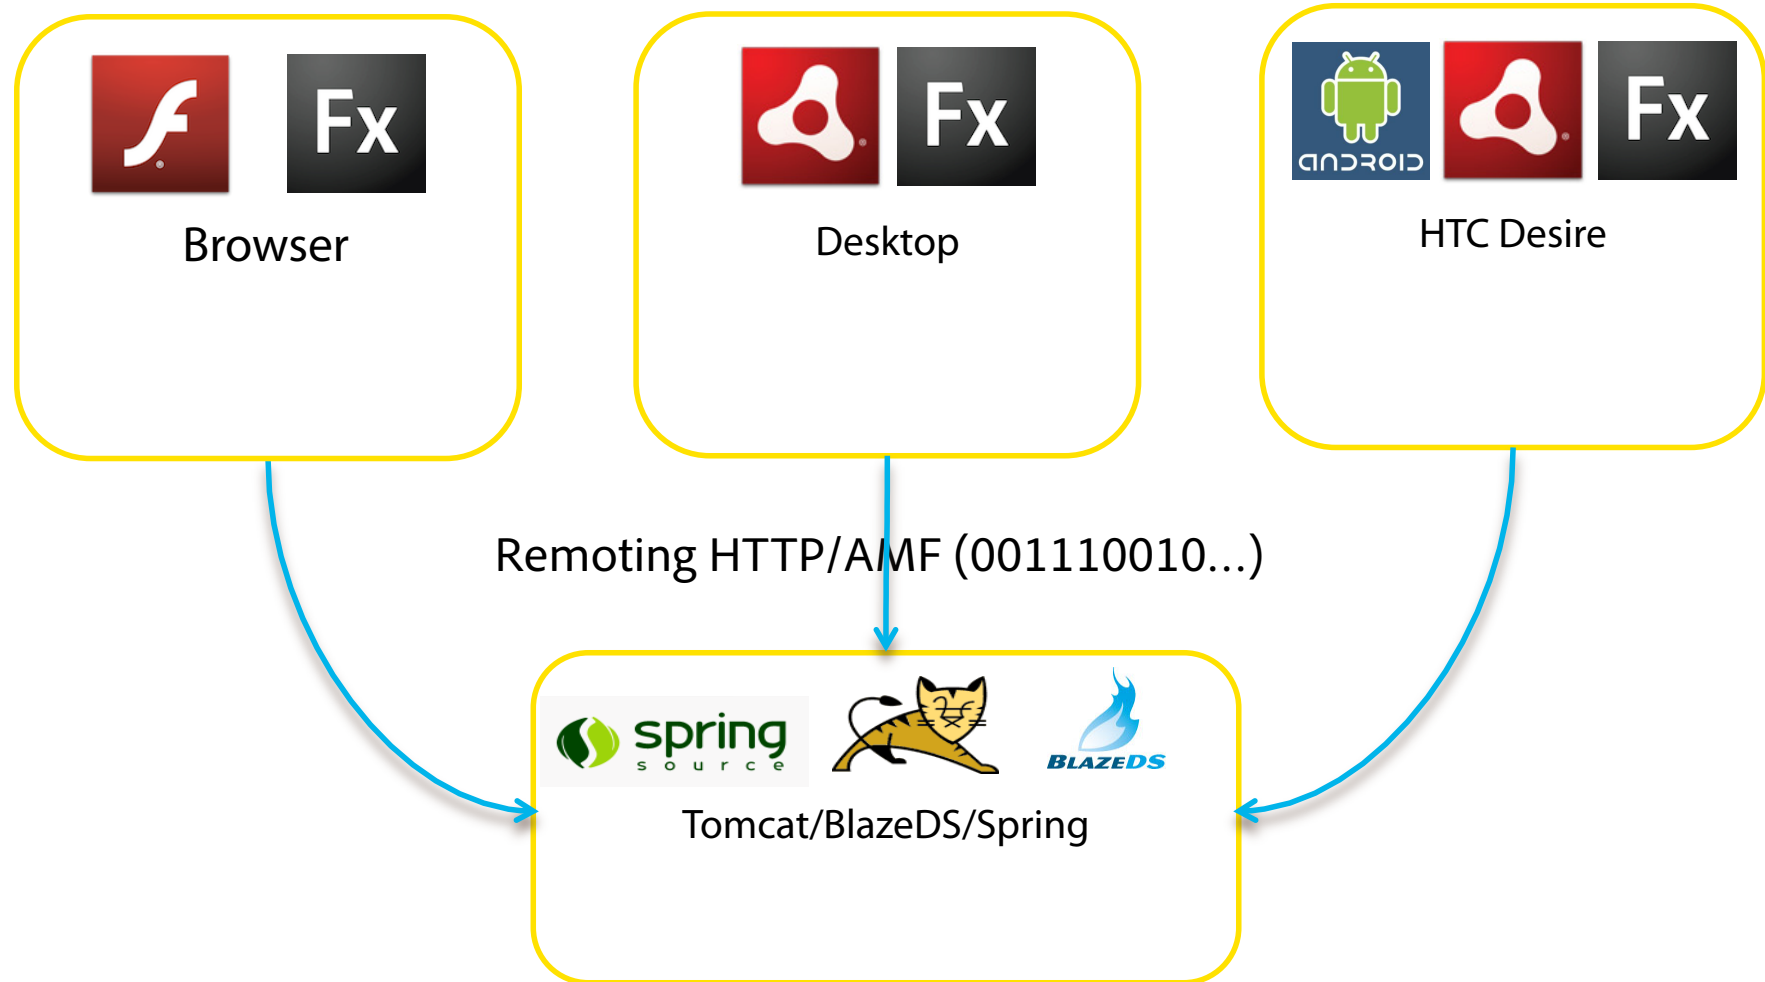 Fx
Fx
ANDROID
Fx
Browser
Desktop
HTC Desire
Remoting HTTP/AMF (001110010...)
spring
source
BLAZEDS
Tomcat/BlazeDS/Spring